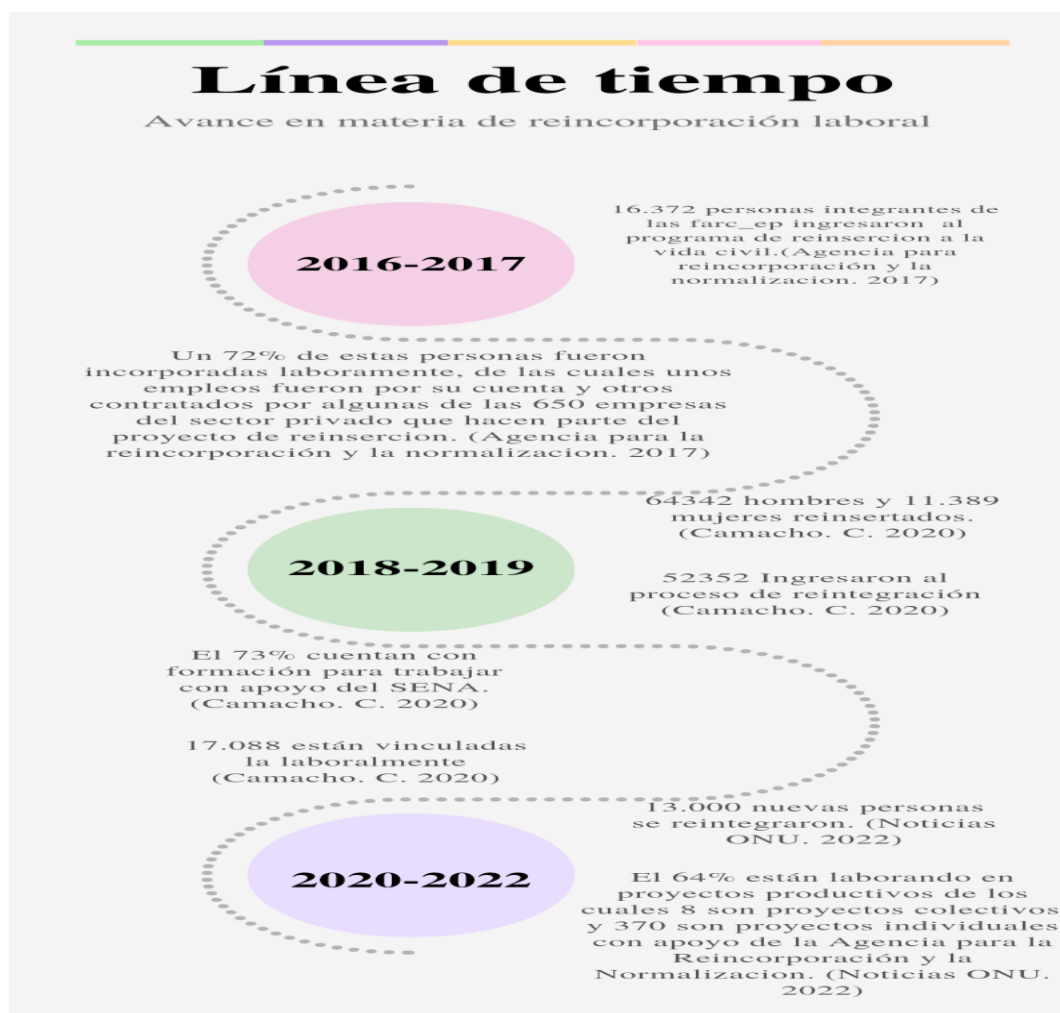 Línea de tiempo
Avance en materia de reincorporación laboral
2016-2017
16.372 personas integrantes de
las farc_ep ingresaron al
programa de reinsercion a la
vida civil.(Agencia para
reincorporación y la
normalizacion. 2017)
Un 72% de estas personas fueron
incorporadas laboramente, de las cuales unos
empleos fueron por su cuenta y otros
contratados por algunas de las 650 empresas
del sector privado que hacen parte del
proyecto de reinsercion. (Agencia para la
reincorporación y la normalizacion. 2017)
2018-2019
64342 hombres y 11.389
mujeres reinsertados.
(Camacho. C. 2020)
52352 Ingresaron al
proceso de reintegración
(Camacho. C. 2020)
El 73% cuentan con
formación para trabajar
con apoyo del SENA.
(Camacho. C. 2020)
17.088 están vinculadas
la laboralmente
(Camacho. C. 2020)
2020-2022
13.000 nuevas personas
se reintegraron. (Noticias
ONU. 2022)
El 64% están laborando en
proyectos productivos de los
cuales 8 son proyectos colectivos
y 370 son proyectos individuales
con apoyo de la Agencia para la
Reincorporación y la
Normalizacion. (Noticias ONU.
2022)